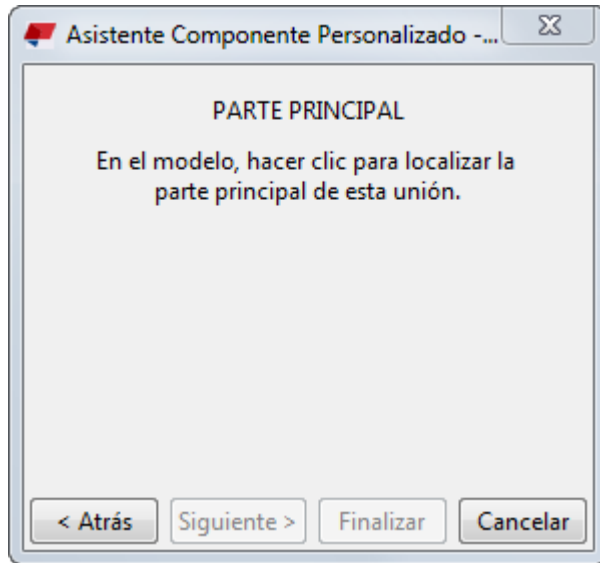 Asistente Componente Personalizado -...
PARTE PRINCIPAL
En el modelo, hacer clic para localizar la
parte principal de esta unión.
< Atrás Siguiente > Finalizar Cancelar